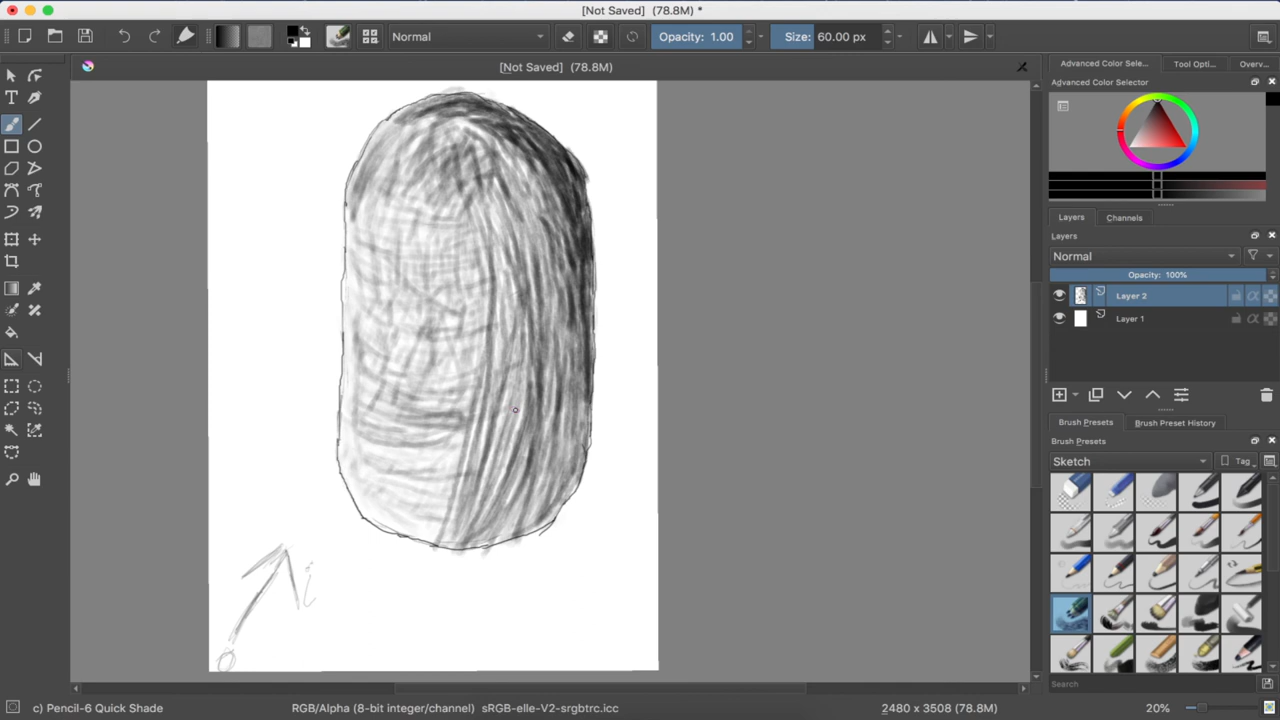 [Not Saved] (78.8M) *
Normal
Opacity: 1.00
Size: 60.00 px
[Not Saved] (78.8M)
Advanced Color Sele...
Tool Opti...
Overv...
Advanced Color Selector
Layers
Channels
Layers
Normal
Opacity: 100%
Layer 2
Layer 1
Brush Presets
Brush Preset History
Brush Presets
Sketch
Tag
Search
i
c) Pencil-6 Quick Shade
RGB/Alpha (8-bit integer/channel) sRGB-elle-V2-srgbtrc.icc
2480 x 3508 (78.8M)
20%